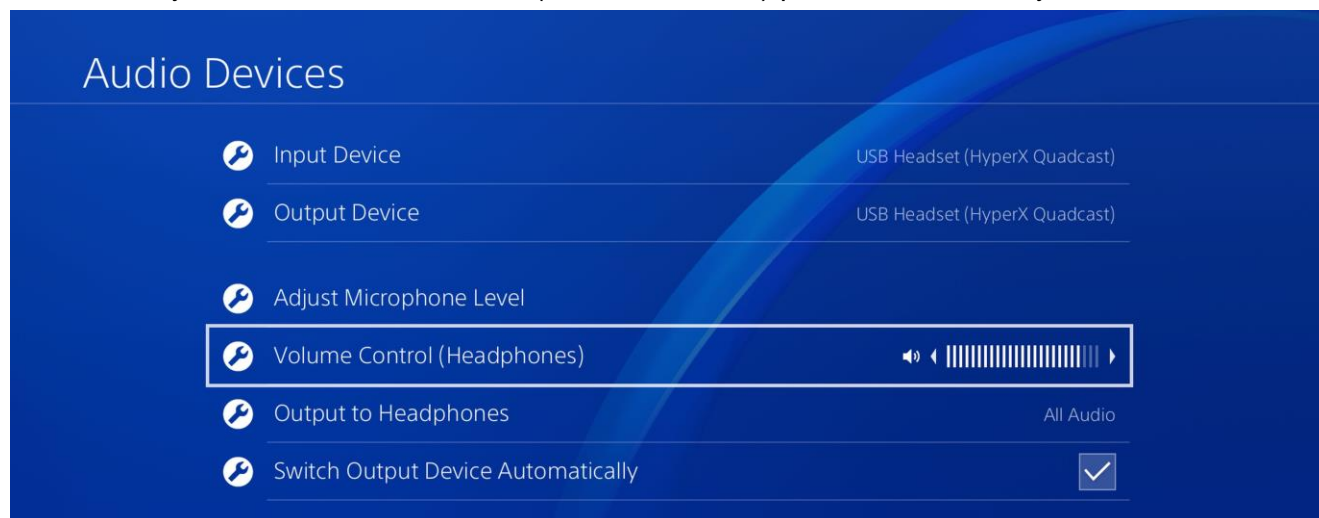 Audio Devices
Input Device USB Headset (HyperX Quadcast)
Output Device USB Headset (HyperX Quadcast)
Adjust Microphone Level
Volume Control (Headphones)
Output to Headphones All Audio
Switch Output Device Automatically